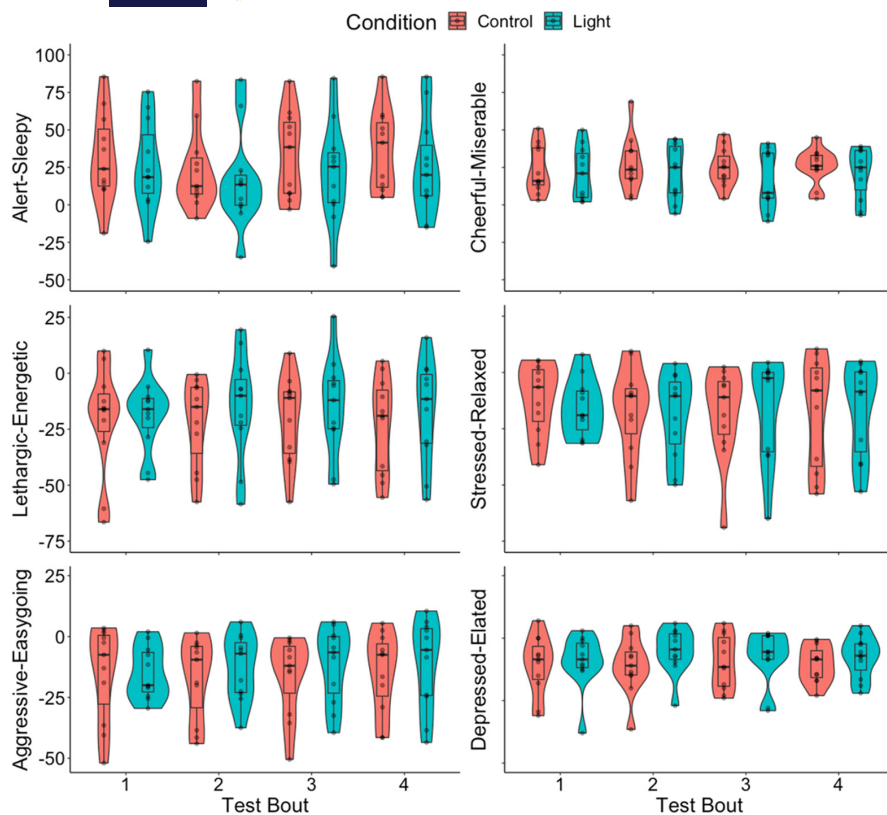 Condition Control Light
Alert-Sleepy
100
75
50
25
0
-25
-50
Cheerful-Miserable
Lethargic-Energetic
25
0
-25
-50
-75
Stressed-Relaxed
Aggressive-Easygoing
25
0
-25
-50
Depressed-Elated
1 2 3 4
Test Bout
1 2 3 4
Test Bout